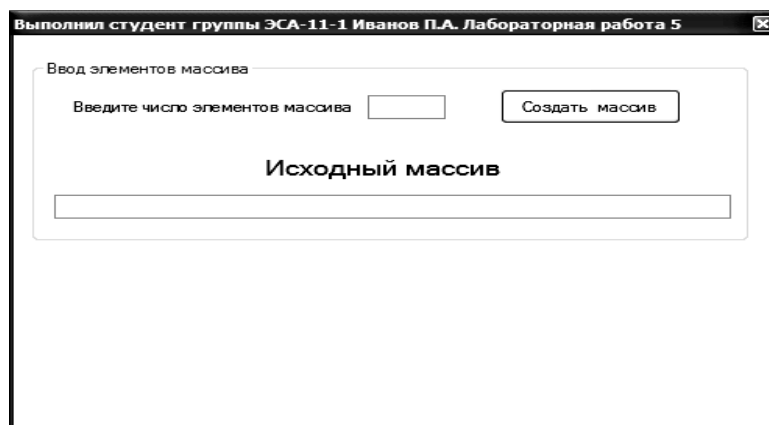 Выполнил студент группы ЭСА-11-1 Иванов П.А. Лабораторная работа 5
Ввод элементов массива
Введите число элементов массива
Создать массив
Исходный массив